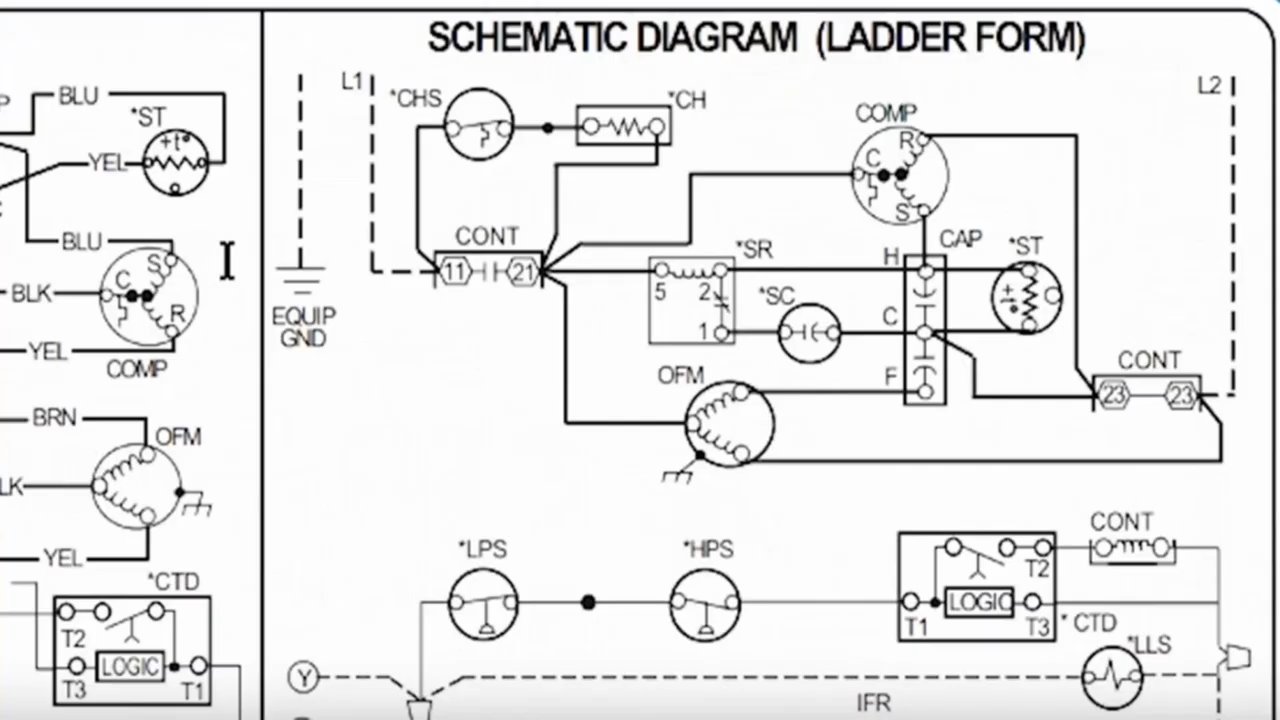 SCHEMATIC DIAGRAM (LADDER FORM)
BLU
*ST
+t°
YEL
BLU
S
C
R
BLK
YEL
COMP
BRN
OFM
YEL
*CTD
T2
LOGIC
T3
T1
L1
L2
*CHS
*CH
COMP
R
C
S
CONT
11
21
EQUIP
GND
*SR
5
2
1
*SC
CAP
H
C
F
*ST
OFM
CONT
23
23
*LPS
*HPS
CONT
T2
LOGIC
T1
T3
* CTD
*LLS
Y
IFR